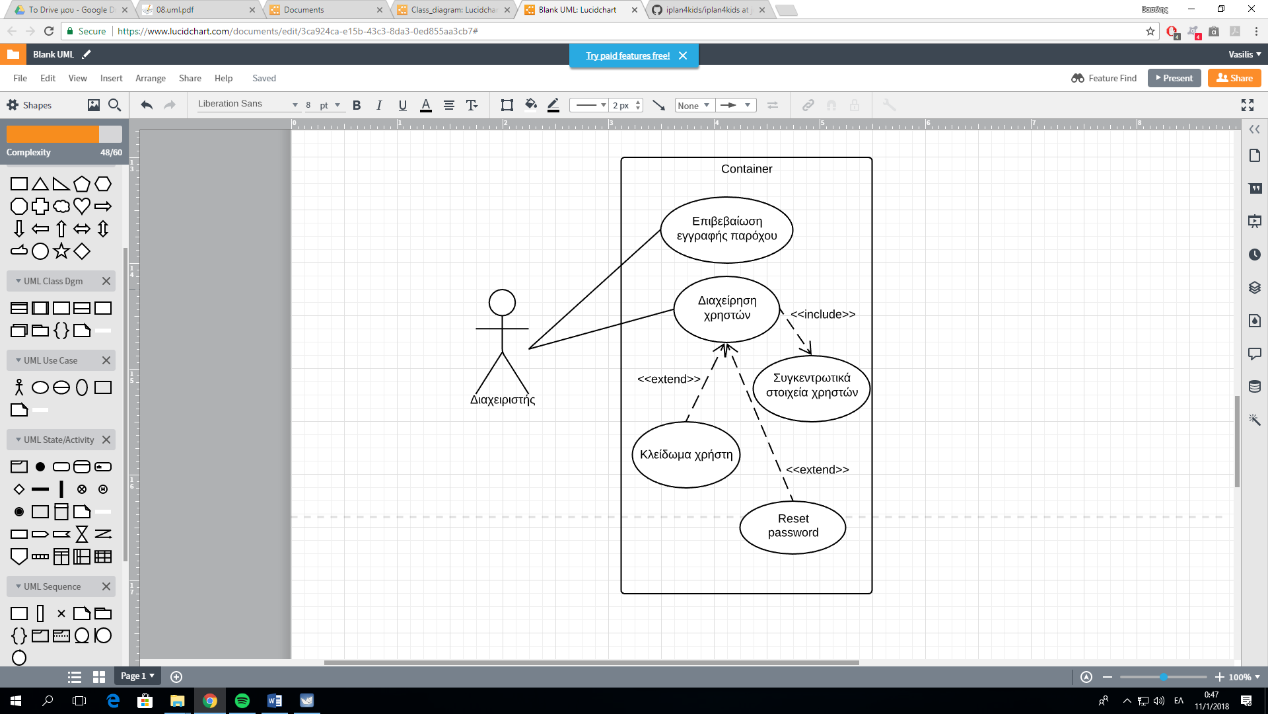 Το Drive μου - Google D
08.uml.pdf
Documents
Class_diagram: Lucidchar
Blank UML: Lucidchart
iplan4kids/iplan4kids at
Secure
https://www.lucidchart.com/documents/edit/3ca924ca-e15b-43c3-8da3-0ed855aa3cb7#
Blank UML
Try paid features free!
Vasilis
File Edit View Insert Arrange Share Help Saved
Feature Find
Present
Share
Shapes
Liberation Sans
8 pt
2 px
None
Complexity
48/60
UML Class Dgm
UML Use Case
UML State/Activity
UML Sequence
Container
Επιβεβαίωση
εγγραφής παρόχου
Διαχείρηση
χρηστών
<<include>>
<<extend>>
Συγκεντρωτικά
στοιχεία χρηστών
Διαχειριστής
Κλείδωμα χρήστη
<<extend>>
Reset
password
Page 1
100%
ΕΛ
0:47
11/1/2018